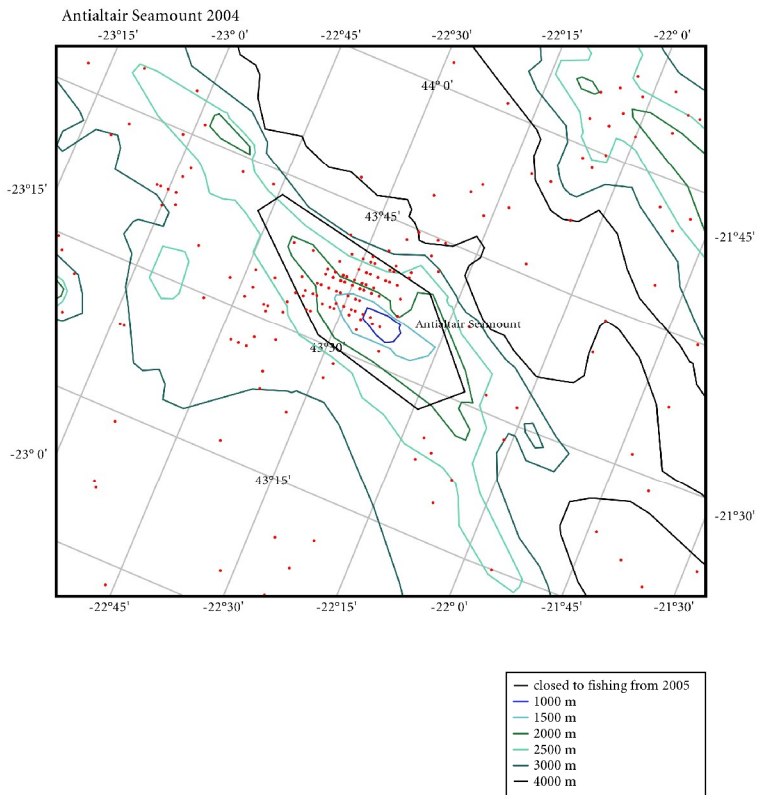 Antialtair Seamount 2004
-23°15'
-23° 0'
-22°45'
-22°30'
-22°15'
-22° 0'
44° 0'
-23°15'
43°45'
-21°45'
Antialtair Seamount
43°30'
-23° 0'
43°15'
-21°30'
-22°45'
-22°30'
-22°15'
-22° 0'
-21°45'
-21°30'
closed to fishing from 2005
1000 m
1500 m
2000 m
2500 m
3000 m
4000 m